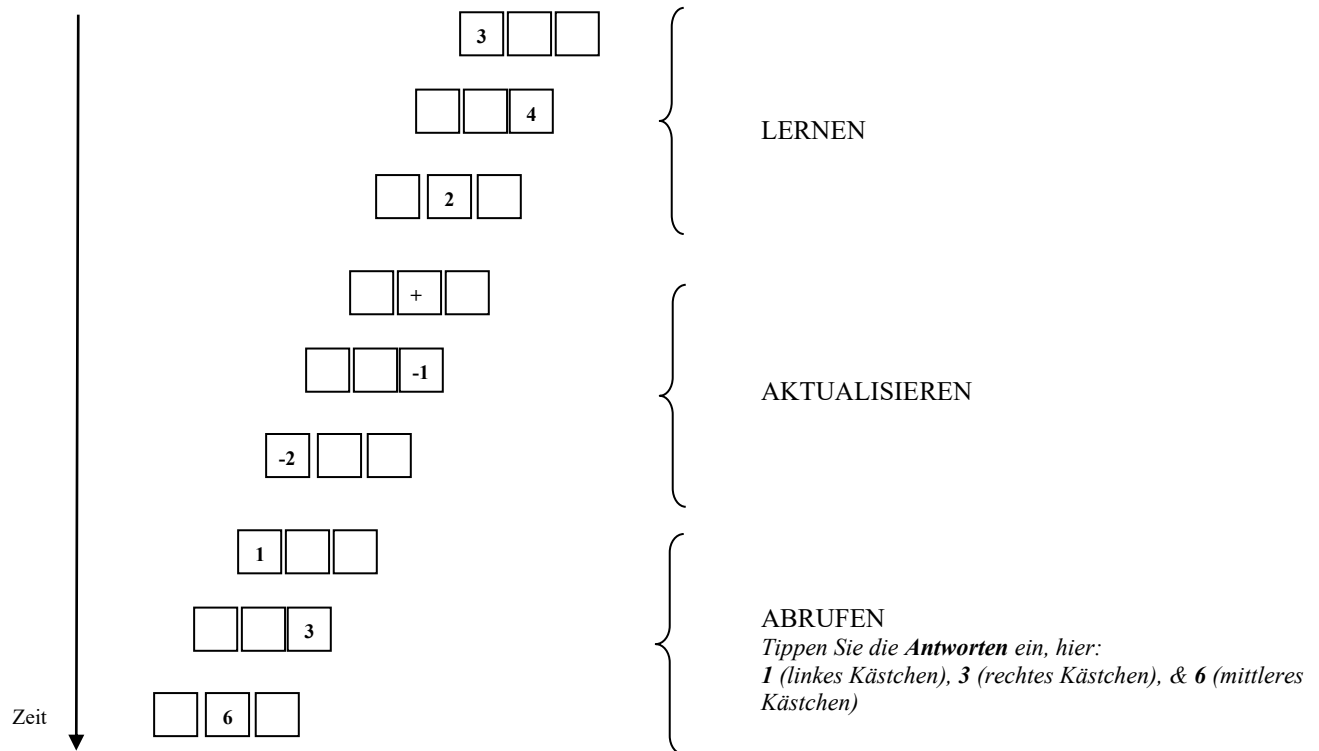 3
4
LERNEN
2
+
-1
AKTUALISIEREN
-2
1
ABRUFEN
3
Tippen Sie die Antworten ein, hier:
1 (linkes Kästchen), 3 (rechtes Kästchen), & 6 (mittleres
Kästchen)
Zeit
6